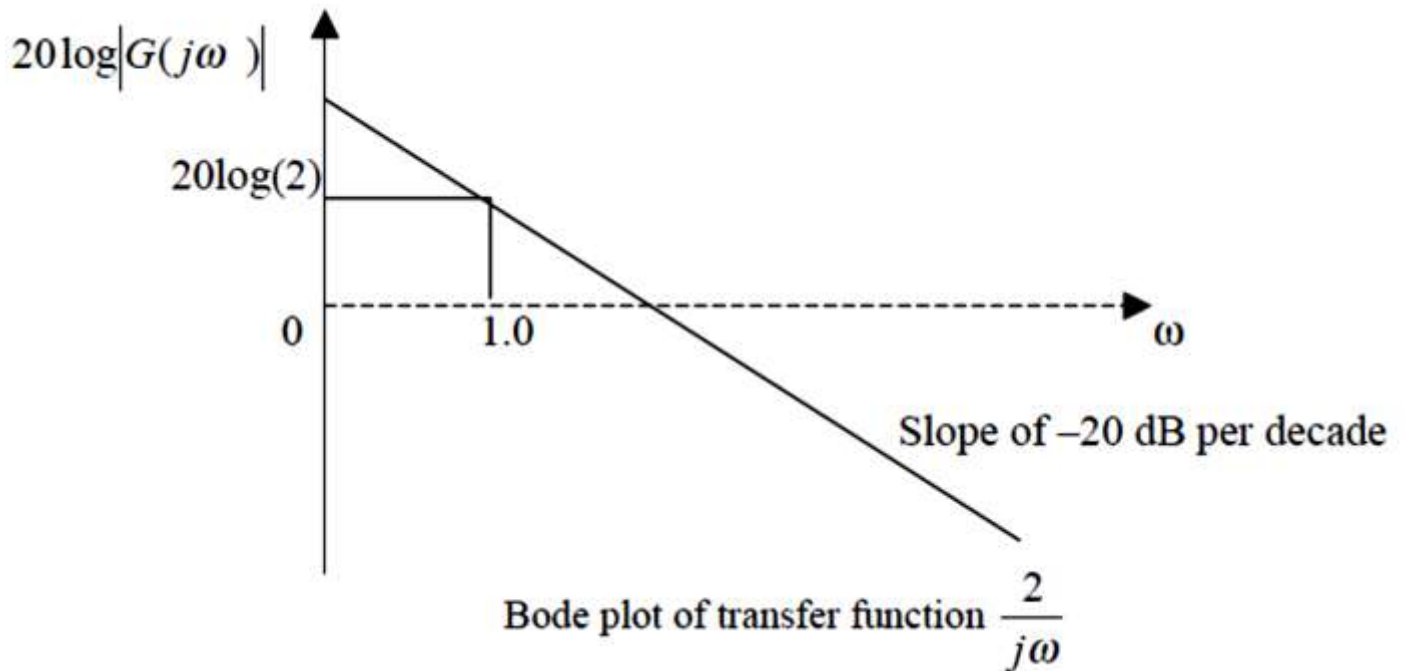 20log|G(jω )|
20log(2)
0
1.0
ω
Slope of –20 dB per decade
Bode plot of transfer function 2/jω